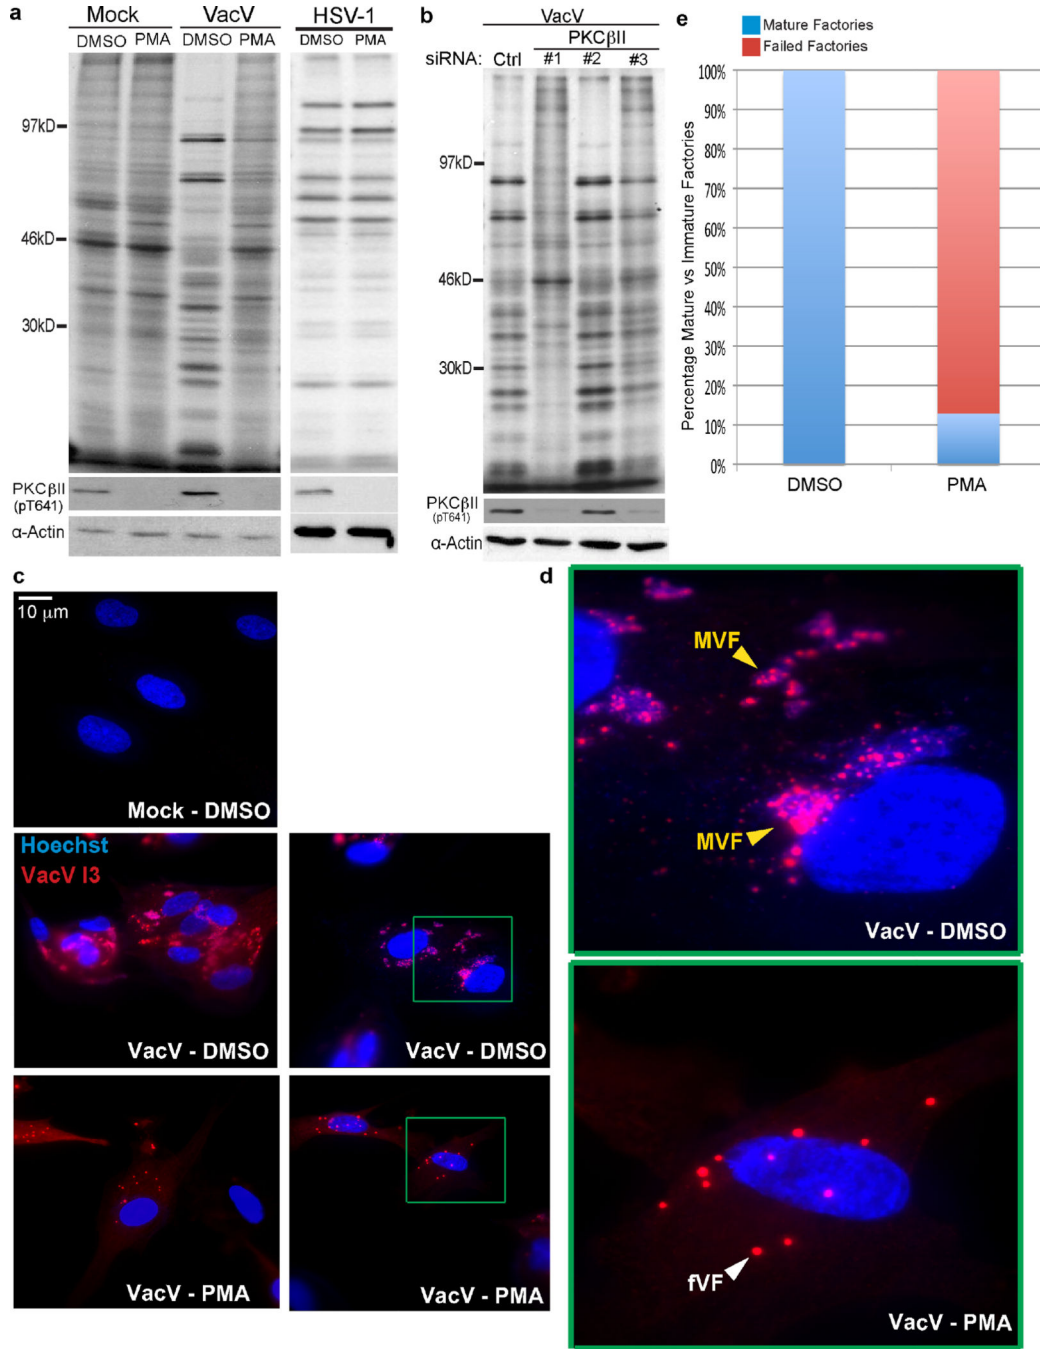 a
Mock
VacV
HSV-1
DMSO PMA DMSO PMA
DMSO PMA
97kD
46kD
30kD
PKCβII
(pT641)
α-Actin
b
VacV
PKCβII
siRNA: Ctrl #1 #2 #3
97kD
46kD
30kD
PKCβII
(pT641)
α-Actin
e
Mature Factories
Failed Factories
Percentage Mature vs Immature Factories
100%
90%
80%
70%
60%
50%
40%
30%
20%
10%
0%
DMSO PMA
c
10 µm
Mock - DMSO
Hoechst
VacV I3
VacV - DMSO
VacV - DMSO
VacV - PMA
VacV - PMA
d
MVF
MVF
VacV - DMSO
fVF
VacV - PMA